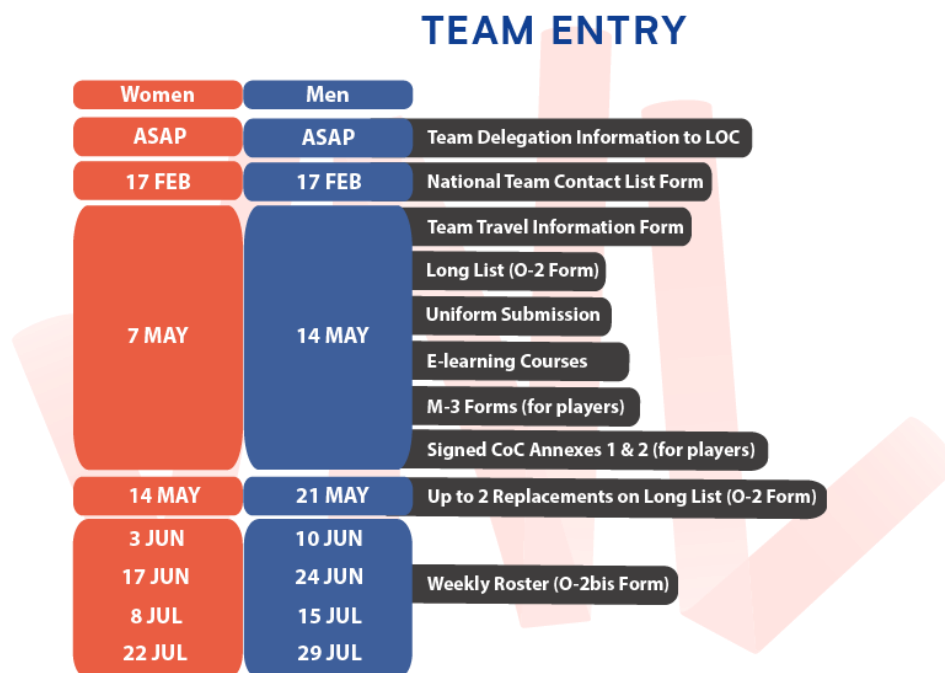 TEAM ENTRY
Women Men
ASAP ASAP Team Delegation Information to LOC
17 FEB 17 FEB National Team Contact List Form
Team Travel Information Form
Long List (O-2 Form)
Uniform Submission
7 MAY 14 MAY
E-learning Courses
M-3 Forms (for players)
Signed CoC Annexes 1 & 2 (for players)
14 MAY 21 MAY Up to 2 Replacements on Long List (O-2 Form)
3 JUN 10 JUN
17 JUN 24 JUN Weekly Roster (O-2bis Form)
8 JUL 15 JUL
22 JUL 29 JUL